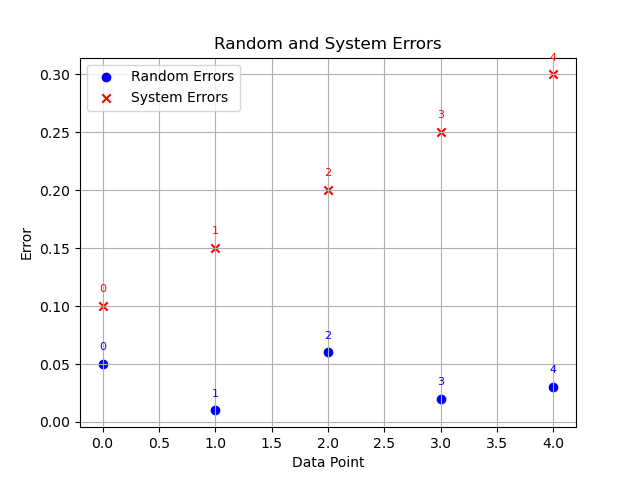 Random and System Errors
Random Errors
System Errors
Error
0.30
0.25
0.20
0.15
0.10
0.05
0.00
4
3
2
1
0
0
1
2
3
4
0.0 0.5 1.0 1.5 2.0 2.5 3.0 3.5 4.0
Data Point